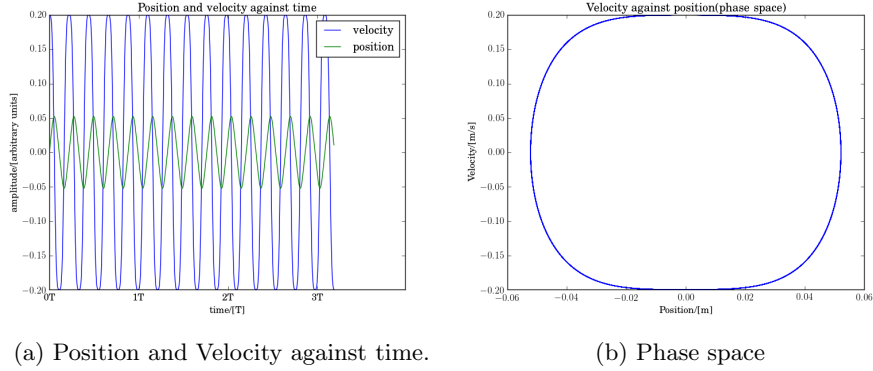 Position and velocity against time
velocity
position
0.20
0.15
0.10
0.05
0.00
−0.05
−0.10
−0.15
−0.20
amplitude/[arbitrary units]
0T
1T
2T
3T
time/[T]
Velocity against position(phase space)
0.20
0.15
0.10
0.05
0.00
−0.05
−0.10
−0.15
−0.20
Velocity/[m/s]
−0.06
−0.04
−0.02
0.00
0.02
0.04
0.06
Position/[m]
(a) Position and Velocity against time.
(b) Phase space